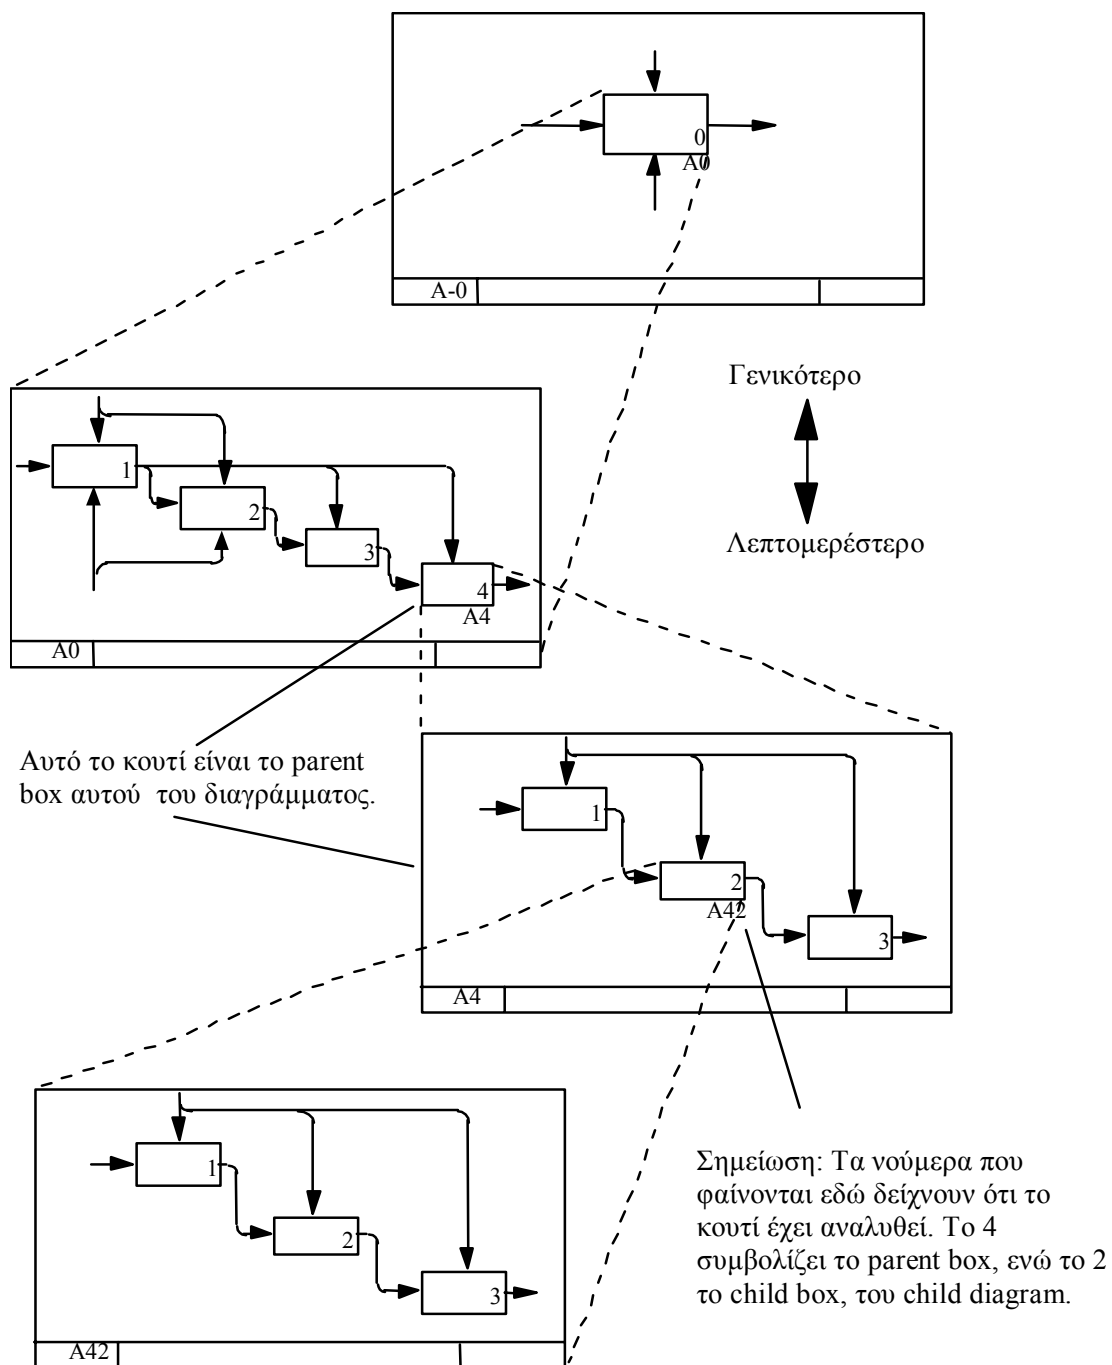 0
A0
A-0
Γενικότερο
Λεπτομερέστερο
1
2
3
4
A4
A0
Αυτό το κουτί είναι το parent
box αυτού του διαγράμματος.
1
2
A42
3
A4
1
2
3
A42
Σημείωση: Τα νούμερα που
φαίνονται εδώ δείχνουν ότι το
κουτί έχει αναλυθεί. Το 4
συμβολίζει το parent box, ενώ το 2
το child box, του child diagram.